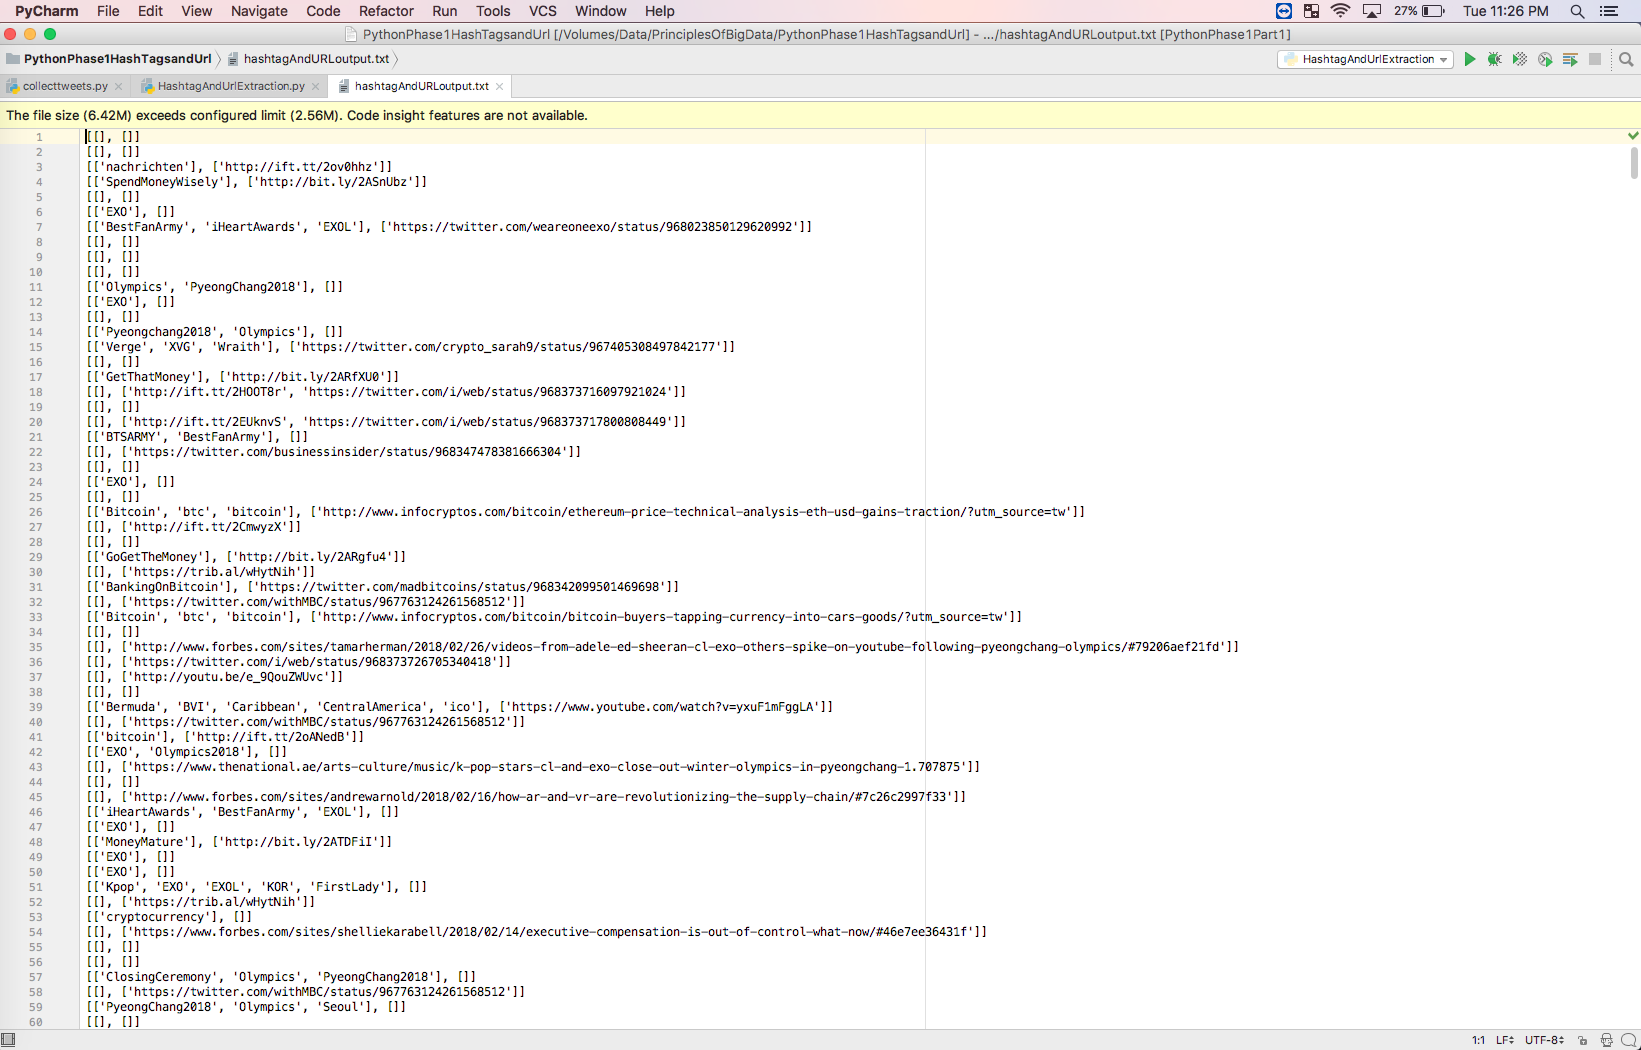 PyCharm File Edit View Navigate Code Refactor Run Tools VCS Window Help 27% Tue 11:26 PM
PythonPhase1HashTagsandUrl [/Volumes/Data/PrinciplesOfBigData/PythonPhase1HashTagsandUrl] - .../hashtagAndURLoutput.txt [PythonPhase1Part1]
PythonPhase1HashTagsandUrl hashtagAndURLoutput.txt HashtagAndUrlExtraction
collecttweets.py HashtagAndUrlExtraction.py hashtagAndURLoutput.txt
The file size (6.42M) exceeds configured limit (2.56M). Code insight features are not available.
1 [[], []]
2 [[], []]
3 [['nachrichten'], ['http://ift.tt/2ov0hhz']]
4 [['SpendMoneyWisely'], ['http://bit.ly/2ASnUbz']]
5 [[], []]
6 [['EXO'], []]
7 [['BestFanArmy', 'iHeartAwards', 'EXOL'], ['https://twitter.com/weareoneexo/status/968023850129620992']]
8 [[], []]
9 [[], []]
10 [[], []]
11 [['Olympics', 'PyeongChang2018'], []]
12 [['EXO'], []]
13 [[], []]
14 [['Pyeongchang2018', 'Olympics'], []]
15 [['Verge', 'XVG', 'Wraith'], ['https://twitter.com/crypto_sarah9/status/967405308497842177']]
16 [[], []]
17 [['GetThatMoney'], ['http://bit.ly/2ARfXU0']]
18 [[], ['http://ift.tt/2HOOT8r', 'https://twitter.com/i/web/status/968373716097921024']]
19 [[], []]
20 [[], ['http://ift.tt/2EUknvS', 'https://twitter.com/i/web/status/968373717800808449']]
21 [['BTSARMY', 'BestFanArmy'], []]
22 [[], ['https://twitter.com/businessinsider/status/968347478381666304']]
23 [[], []]
24 [['EXO'], []]
25 [[], []]
26 [['Bitcoin', 'btc', 'bitcoin'], ['http://www.infocryptos.com/bitcoin/ethereum-price-technical-analysis-eth-usd-gains-traction/?utm_source=tw']]
27 [[], ['http://ift.tt/2CmwyzX']]
28 [[], []]
29 [['GoGetTheMoney'], ['http://bit.ly/2ARgfu4']]
30 [[], ['https://trib.al/wHytNih']]
31 [['BankingOnBitcoin'], ['https://twitter.com/madbitcoins/status/968342099501469698']]
32 [[], ['https://twitter.com/withMBC/status/967763124261568512']]
33 [['Bitcoin', 'btc', 'bitcoin'], ['http://www.infocryptos.com/bitcoin/bitcoin-buyers-tapping-currency-into-cars-goods/?utm_source=tw']]
34 [[], []]
35 [[], ['http://www.forbes.com/sites/tamarherman/2018/02/26/videos-from-adele-ed-sheeran-cl-exo-others-spike-on-youtube-following-pyeongchang-olympics/#79206aef21fd']]
36 [[], ['https://twitter.com/i/web/status/968373726705340418']]
37 [[], ['http://youtu.be/e_9QouZWUvc']]
38 [[], []]
39 [['Bermuda', 'BVI', 'Caribbean', 'CentralAmerica', 'ico'], ['https://www.youtube.com/watch?v=yxuF1mFggLA']]
40 [[], ['https://twitter.com/withMBC/status/967763124261568512']]
41 [['bitcoin'], ['http://ift.tt/2oANedB']]
42 [['EXO', 'Olympics2018'], []]
43 [[], ['https://www.thenational.ae/arts-culture/music/k-pop-stars-cl-and-exo-close-out-winter-olympics-in-pyeongchang-1.707875']]
44 [[], []]
45 [[], ['http://www.forbes.com/sites/andrewarnold/2018/02/16/how-ar-and-vr-are-revolutionizing-the-supply-chain/#7c26c2997f33']]
46 [['iHeartAwards', 'BestFanArmy', 'EXOL'], []]
47 [['EXO'], []]
48 [['MoneyMature'], ['http://bit.ly/2ATDFiI']]
49 [['EXO'], []]
50 [['EXO'], []]
51 [['Kpop', 'EXO', 'EXOL', 'KOR', 'FirstLady'], []]
52 [[], ['https://trib.al/wHytNih']]
53 [['cryptocurrency'], []]
54 [[], ['https://www.forbes.com/sites/shelliekarabell/2018/02/14/executive-compensation-is-out-of-control-what-now/#46e7ee36431f']]
55 [[], []]
56 [[], []]
57 [['ClosingCeremony', 'Olympics', 'PyeongChang2018'], []]
58 [[], ['https://twitter.com/withMBC/status/967763124261568512']]
59 [['PyeongChang2018', 'Olympics', 'Seoul'], []]
60 [[], []]
1:1 LF UTF-8